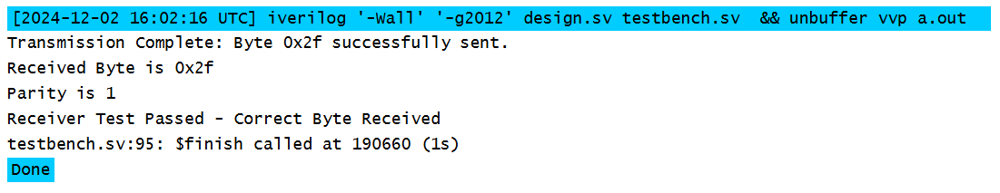 [2024-12-02 16:02:16 UTC] iverilog '-Wall' '-g2012' design.sv testbench.sv  && unbuffer vvp a.out
Transmission Complete: Byte 0x2f successfully sent.
Received Byte is 0x2f
Parity is 1
Receiver Test Passed - Correct Byte Received
testbench.sv:95: $finish called at 190660 (1s)
Done